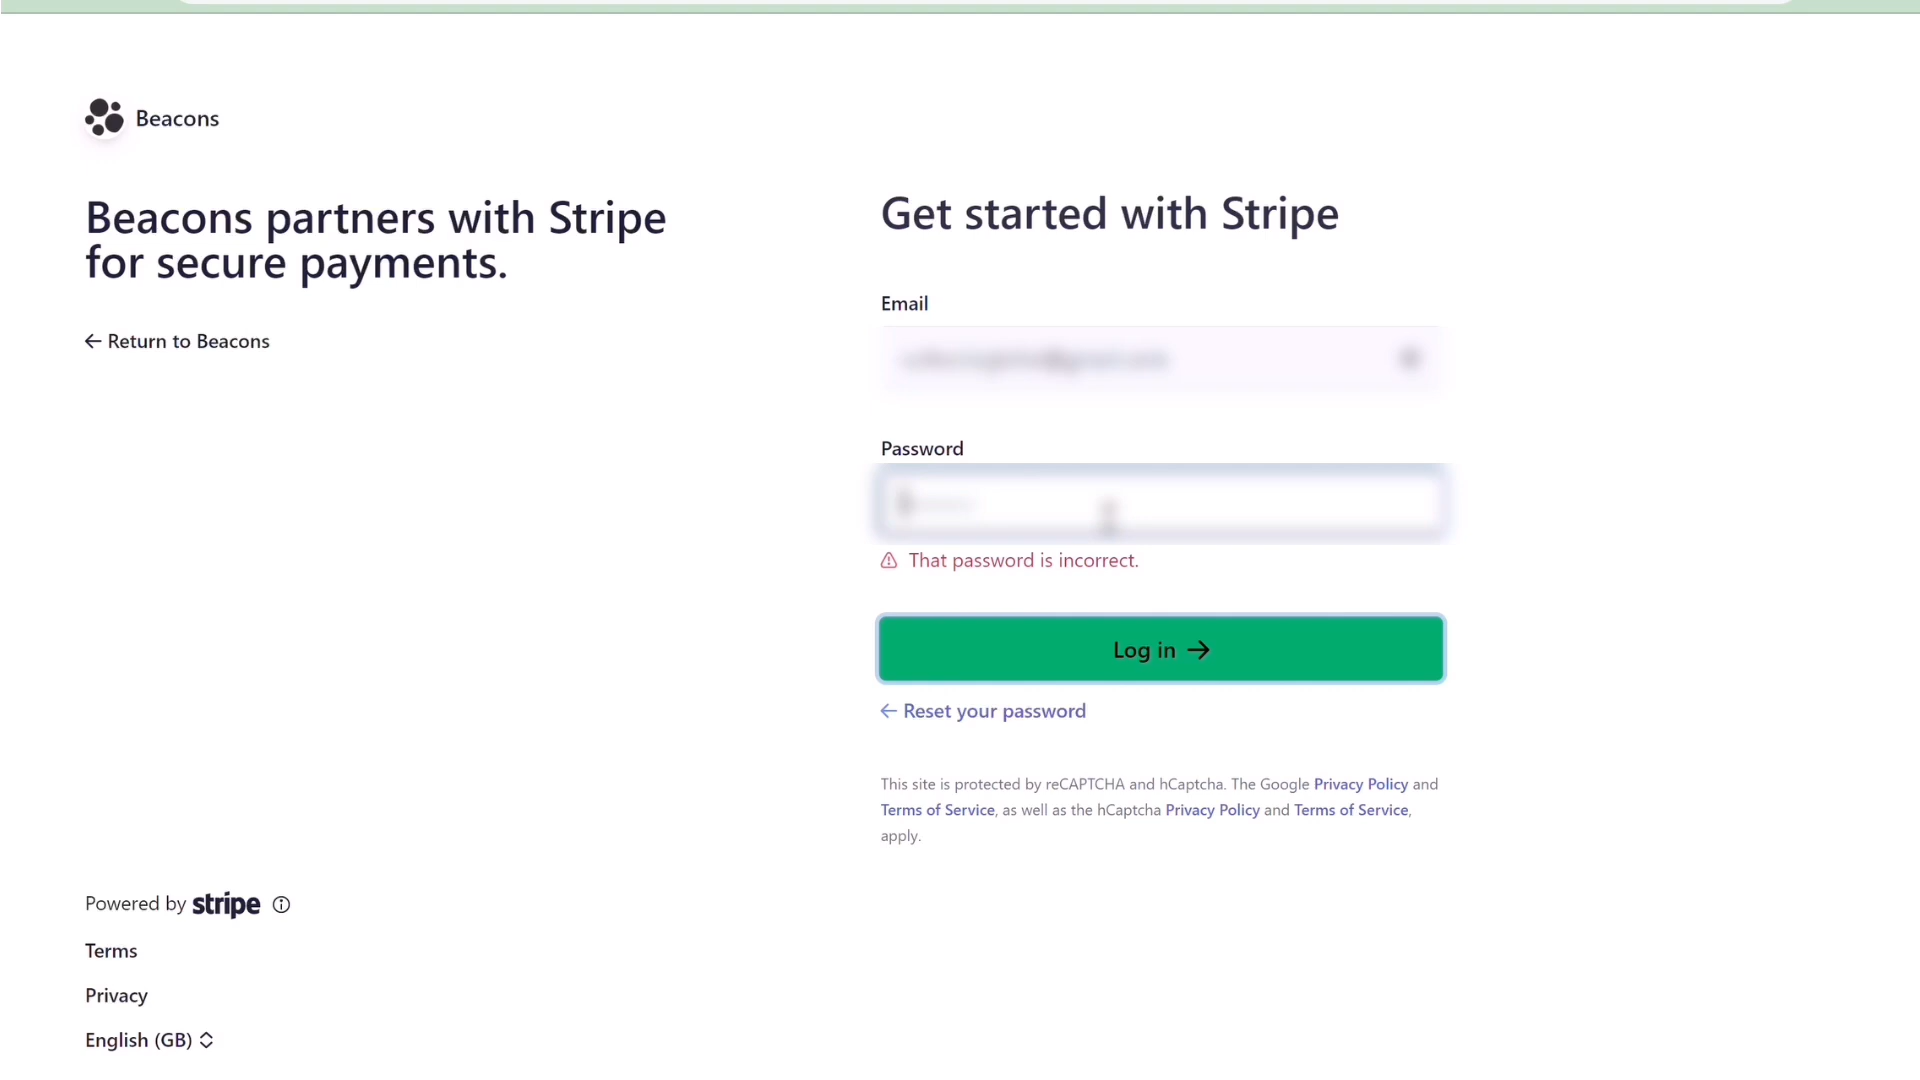 Beacons
Beacons partners with Stripe
for secure payments.
← Return to Beacons
Get started with Stripe
Email
Password
That password is incorrect.
Log in →
← Reset your password
This site is protected by reCAPTCHA and hCaptcha. The Google Privacy Policy and
Terms of Service, as well as the hCaptcha Privacy Policy and Terms of Service,
apply.
Powered by stripe
Terms
Privacy
English (GB)